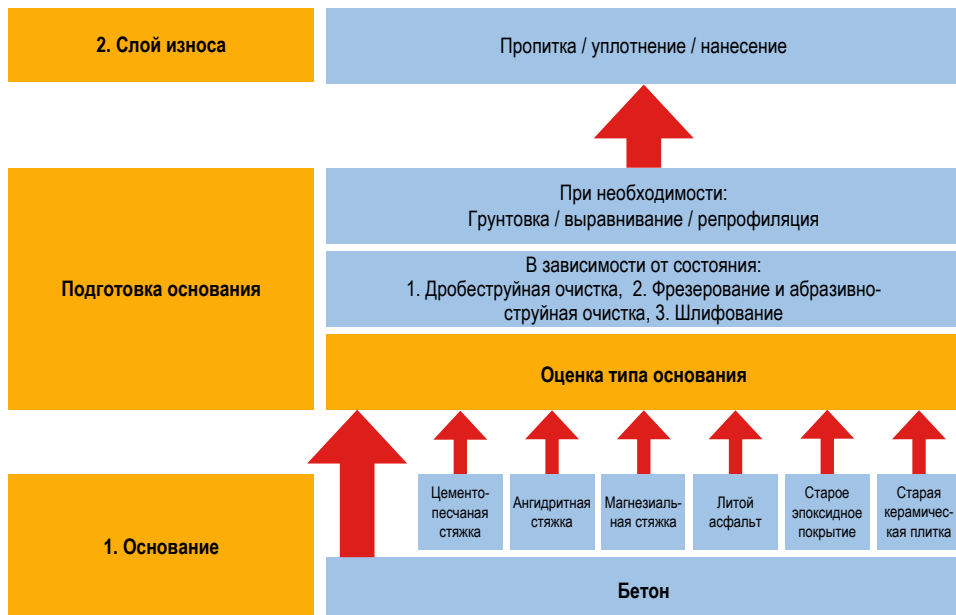 2. Слой износа
Пропитка / уплотнение / нанесение
Подготовка основания
При необходимости:
Грунтовка / выравнивание / репрофиляция
В зависимости от состояния:
1. Дробеструйная очистка, 2. Фрезерование и абразивно-
струйная очистка, 3. Шлифование
Оценка типа основания
1. Основание
Цементо-
песчаная
стяжка
Ангидритная
стяжка
Магнезиаль-
ная стяжка
Литой
асфальт
Старое
эпоксидное
покрытие
Старая
керамичес-
кая плитка
Бетон